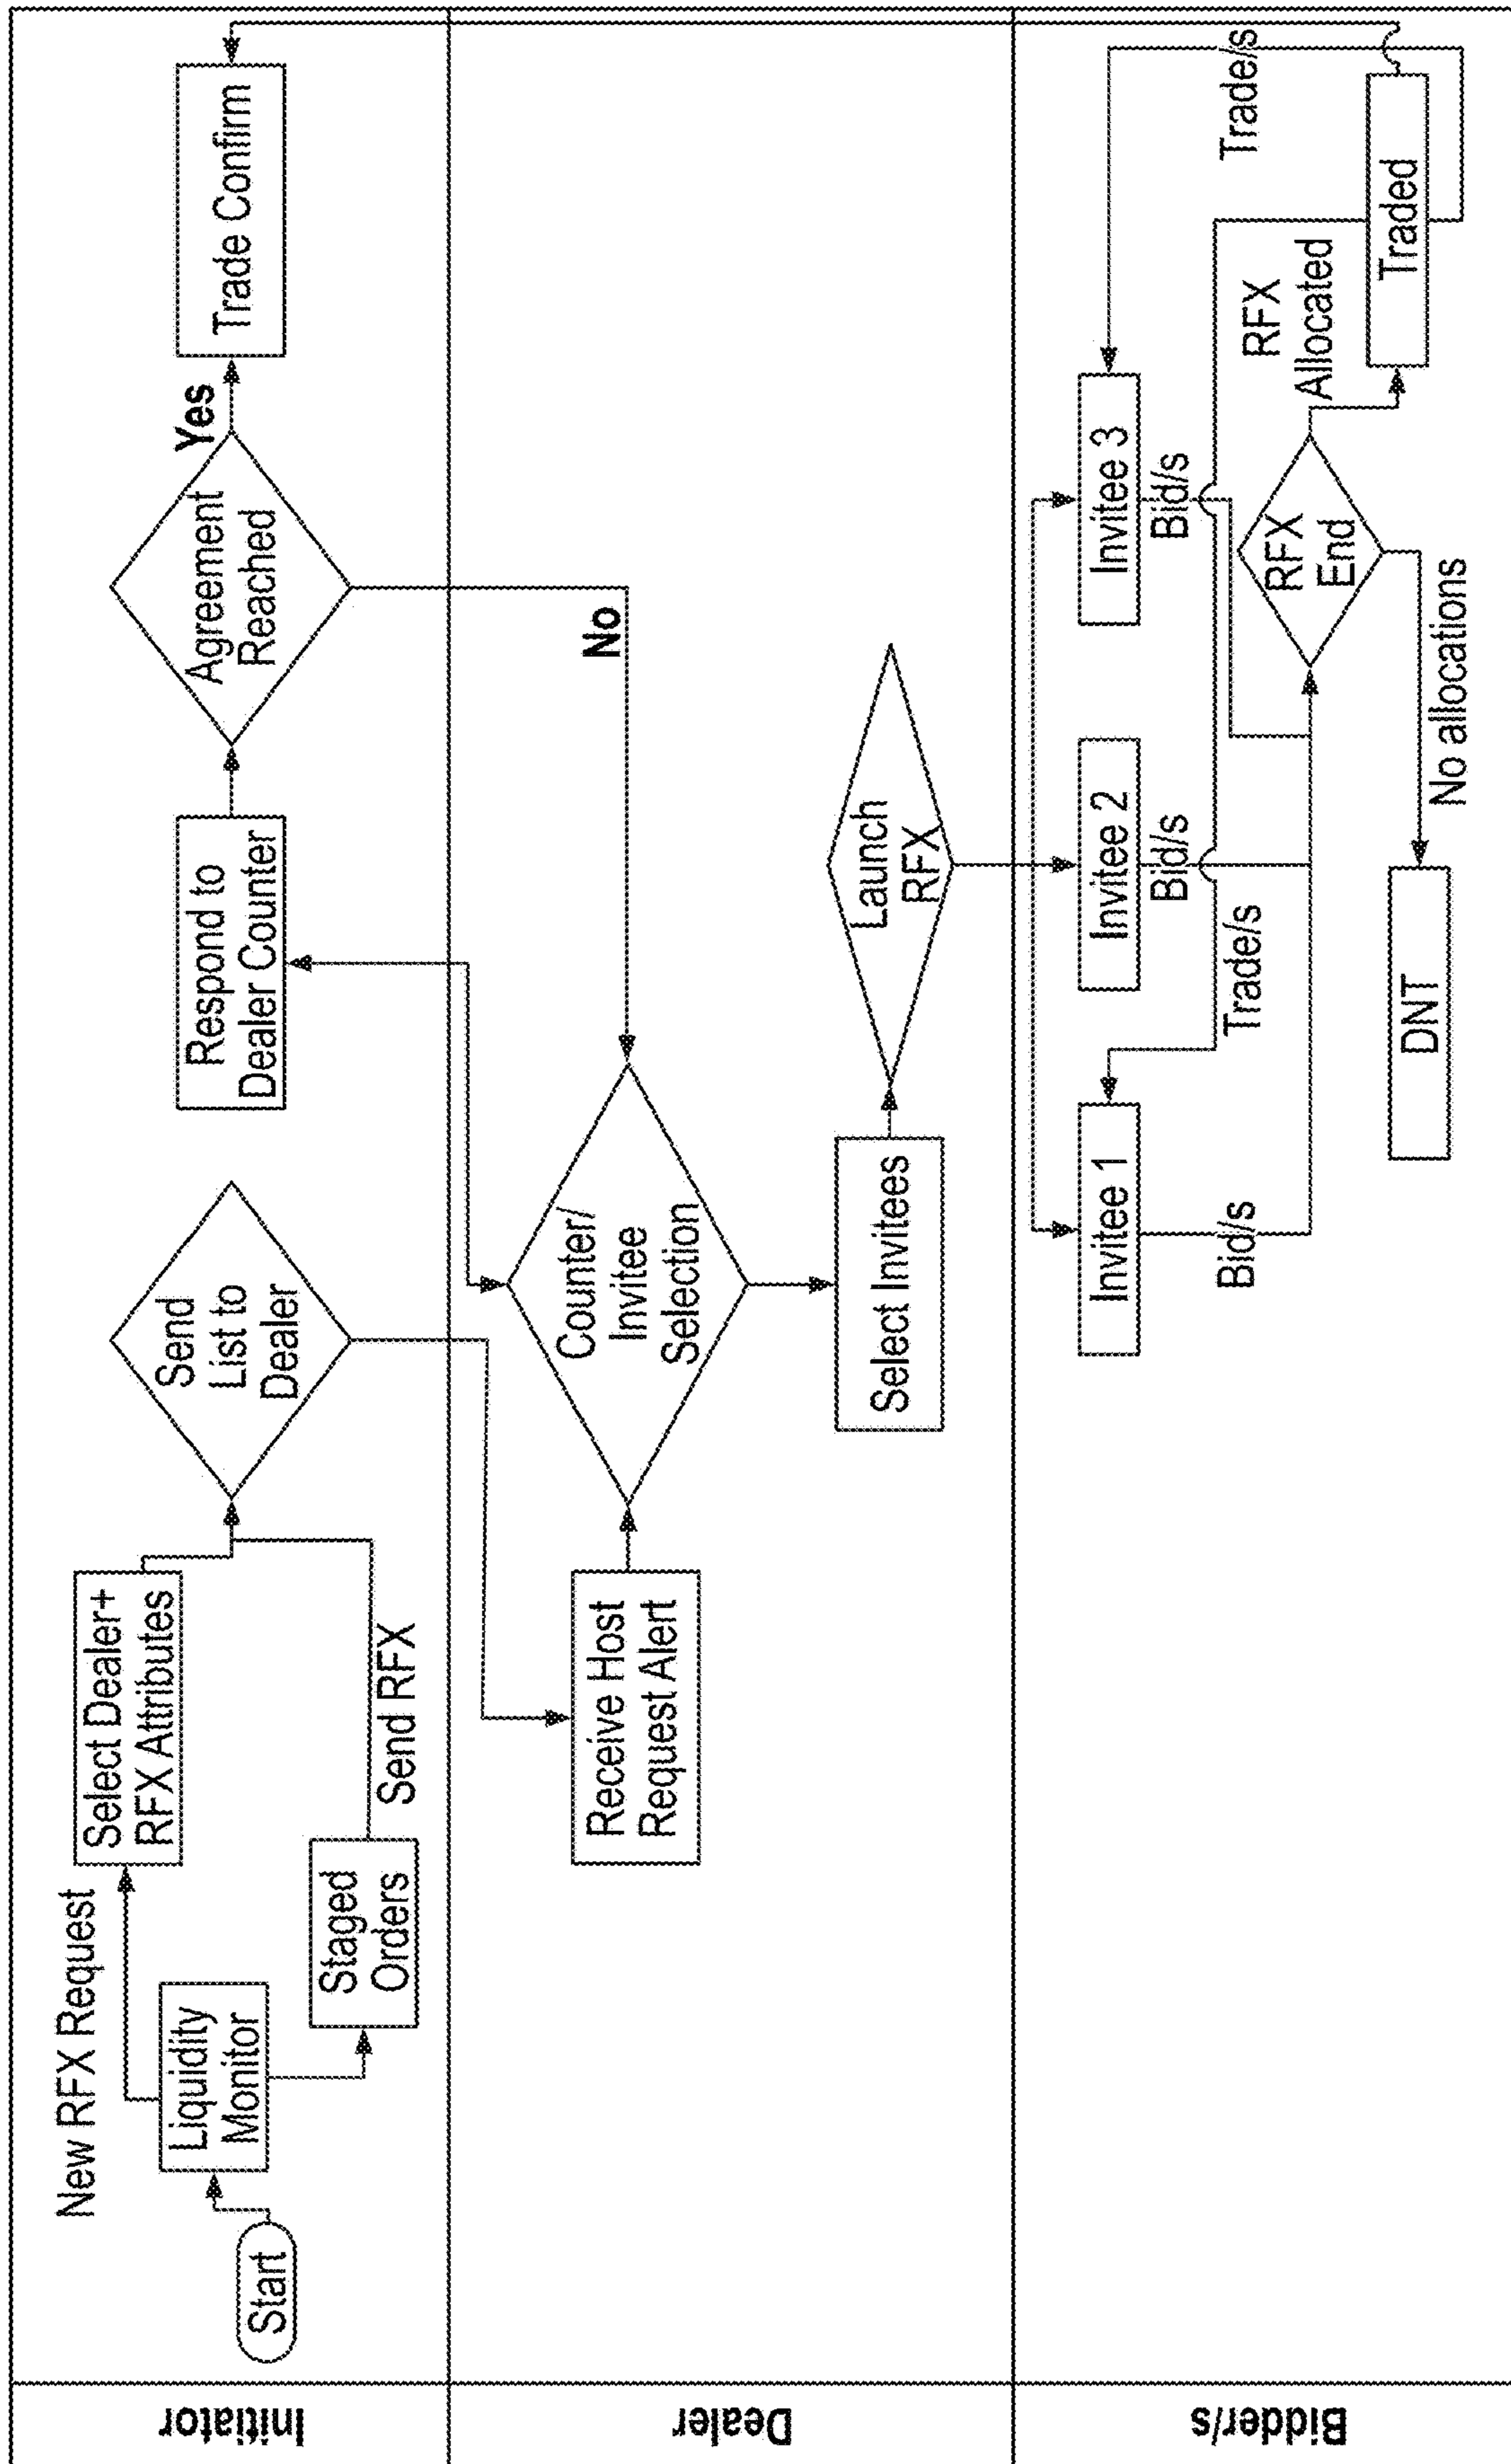 Initiator
Start
New RFX Request
Liquidity
Monitor
Select Dealer+
RFX Attributes
Staged
Orders
Send RFX
Send
List to
Dealer
Respond to
Dealer Counter
Agreement
Reached
Yes
No
Trade Confirm
Dealer
Receive Host
Request Alert
Counter/
Invitee
Selection
Select Invitees
Launch
RFX
Bidder/s
Invitee 1
Bid/s
Invitee 2
Bid/s
Invitee 3
Bid/s
Trade/s
Trade/s
RFX
End
RFX
Allocated
Traded
No allocations
DNT